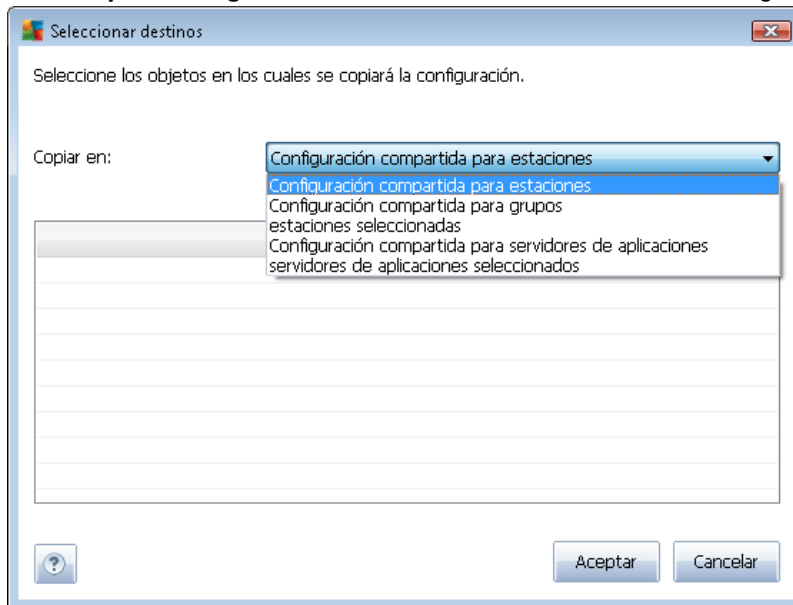 Seleccionar destinos
Seleccione los objetos en los cuales se copiará la configuración.
Copiar en:
Configuración compartida para estaciones
Configuración compartida para estaciones
Configuración compartida para grupos
estaciones seleccionadas
Configuración compartida para servidores de aplicaciones
servidores de aplicaciones seleccionados
?
Aceptar
Cancelar